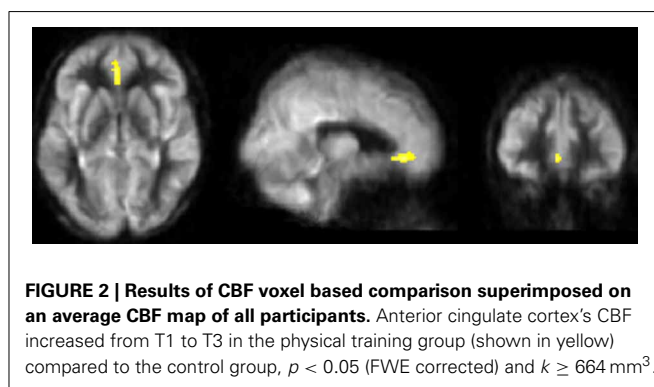 FIGURE 2 | Results of CBF voxel based comparison superimposed on
an average CBF map of all participants. Anterior cingulate cortex's CBF
increased from T1 to T3 in the physical training group (shown in yellow)
compared to the control group, p < 0.05 (FWE corrected) and k ≥ 664 mm³.